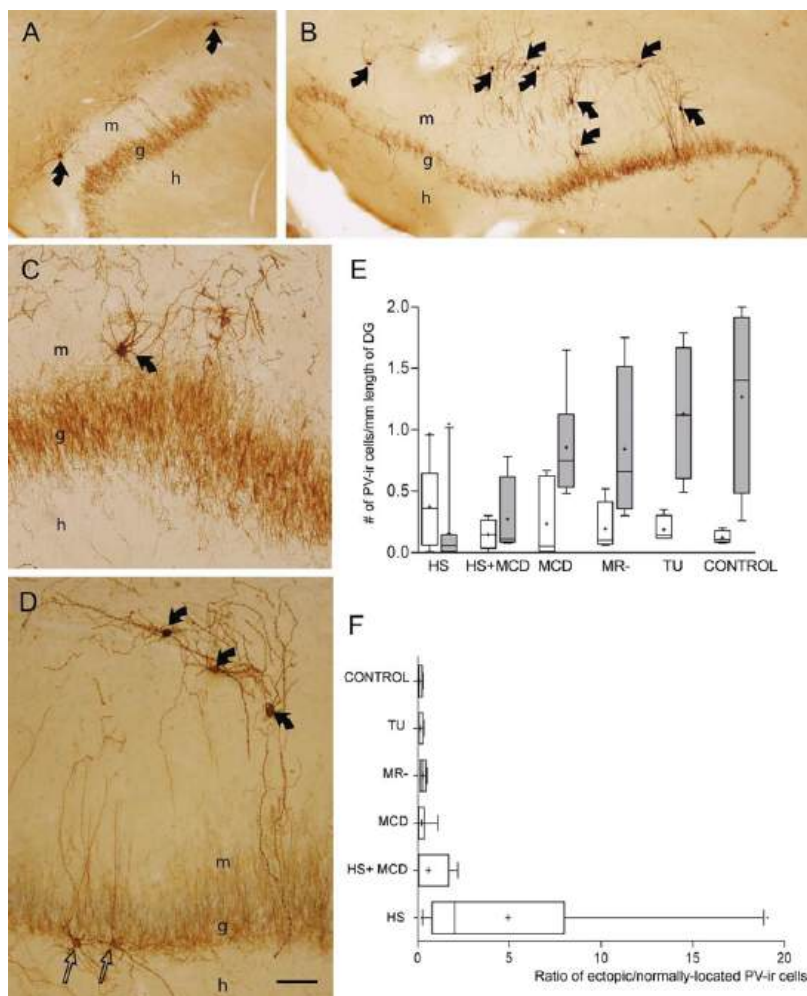 A
m
g
h
B
m
g
h
C
m
g
h
D
m
g
h
E
# of PV-ir cells/mm length of DG
2.0
1.5
1.0
0.5
0.0
HS HS+MCD MCD MR- TU CONTROL
F
CONTROL
TU
MR-
MCD
HS+ MCD
HS
0 5 10 15 20
Ratio of ectopic/normally-located PV-ir cells